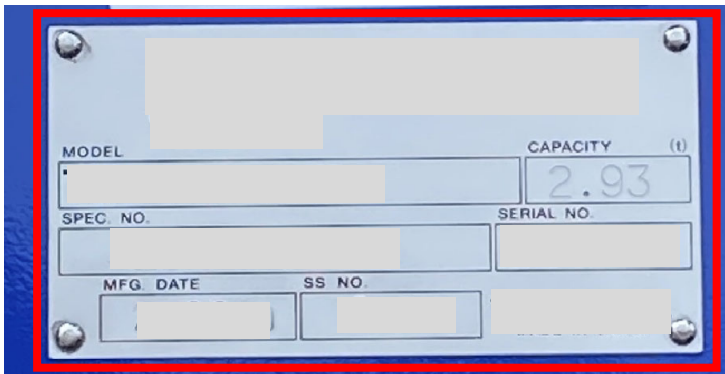 MODEL
CAPACITY (t)
2.93
SPEC. NO.
SERIAL NO.
MFG. DATE
SS NO.